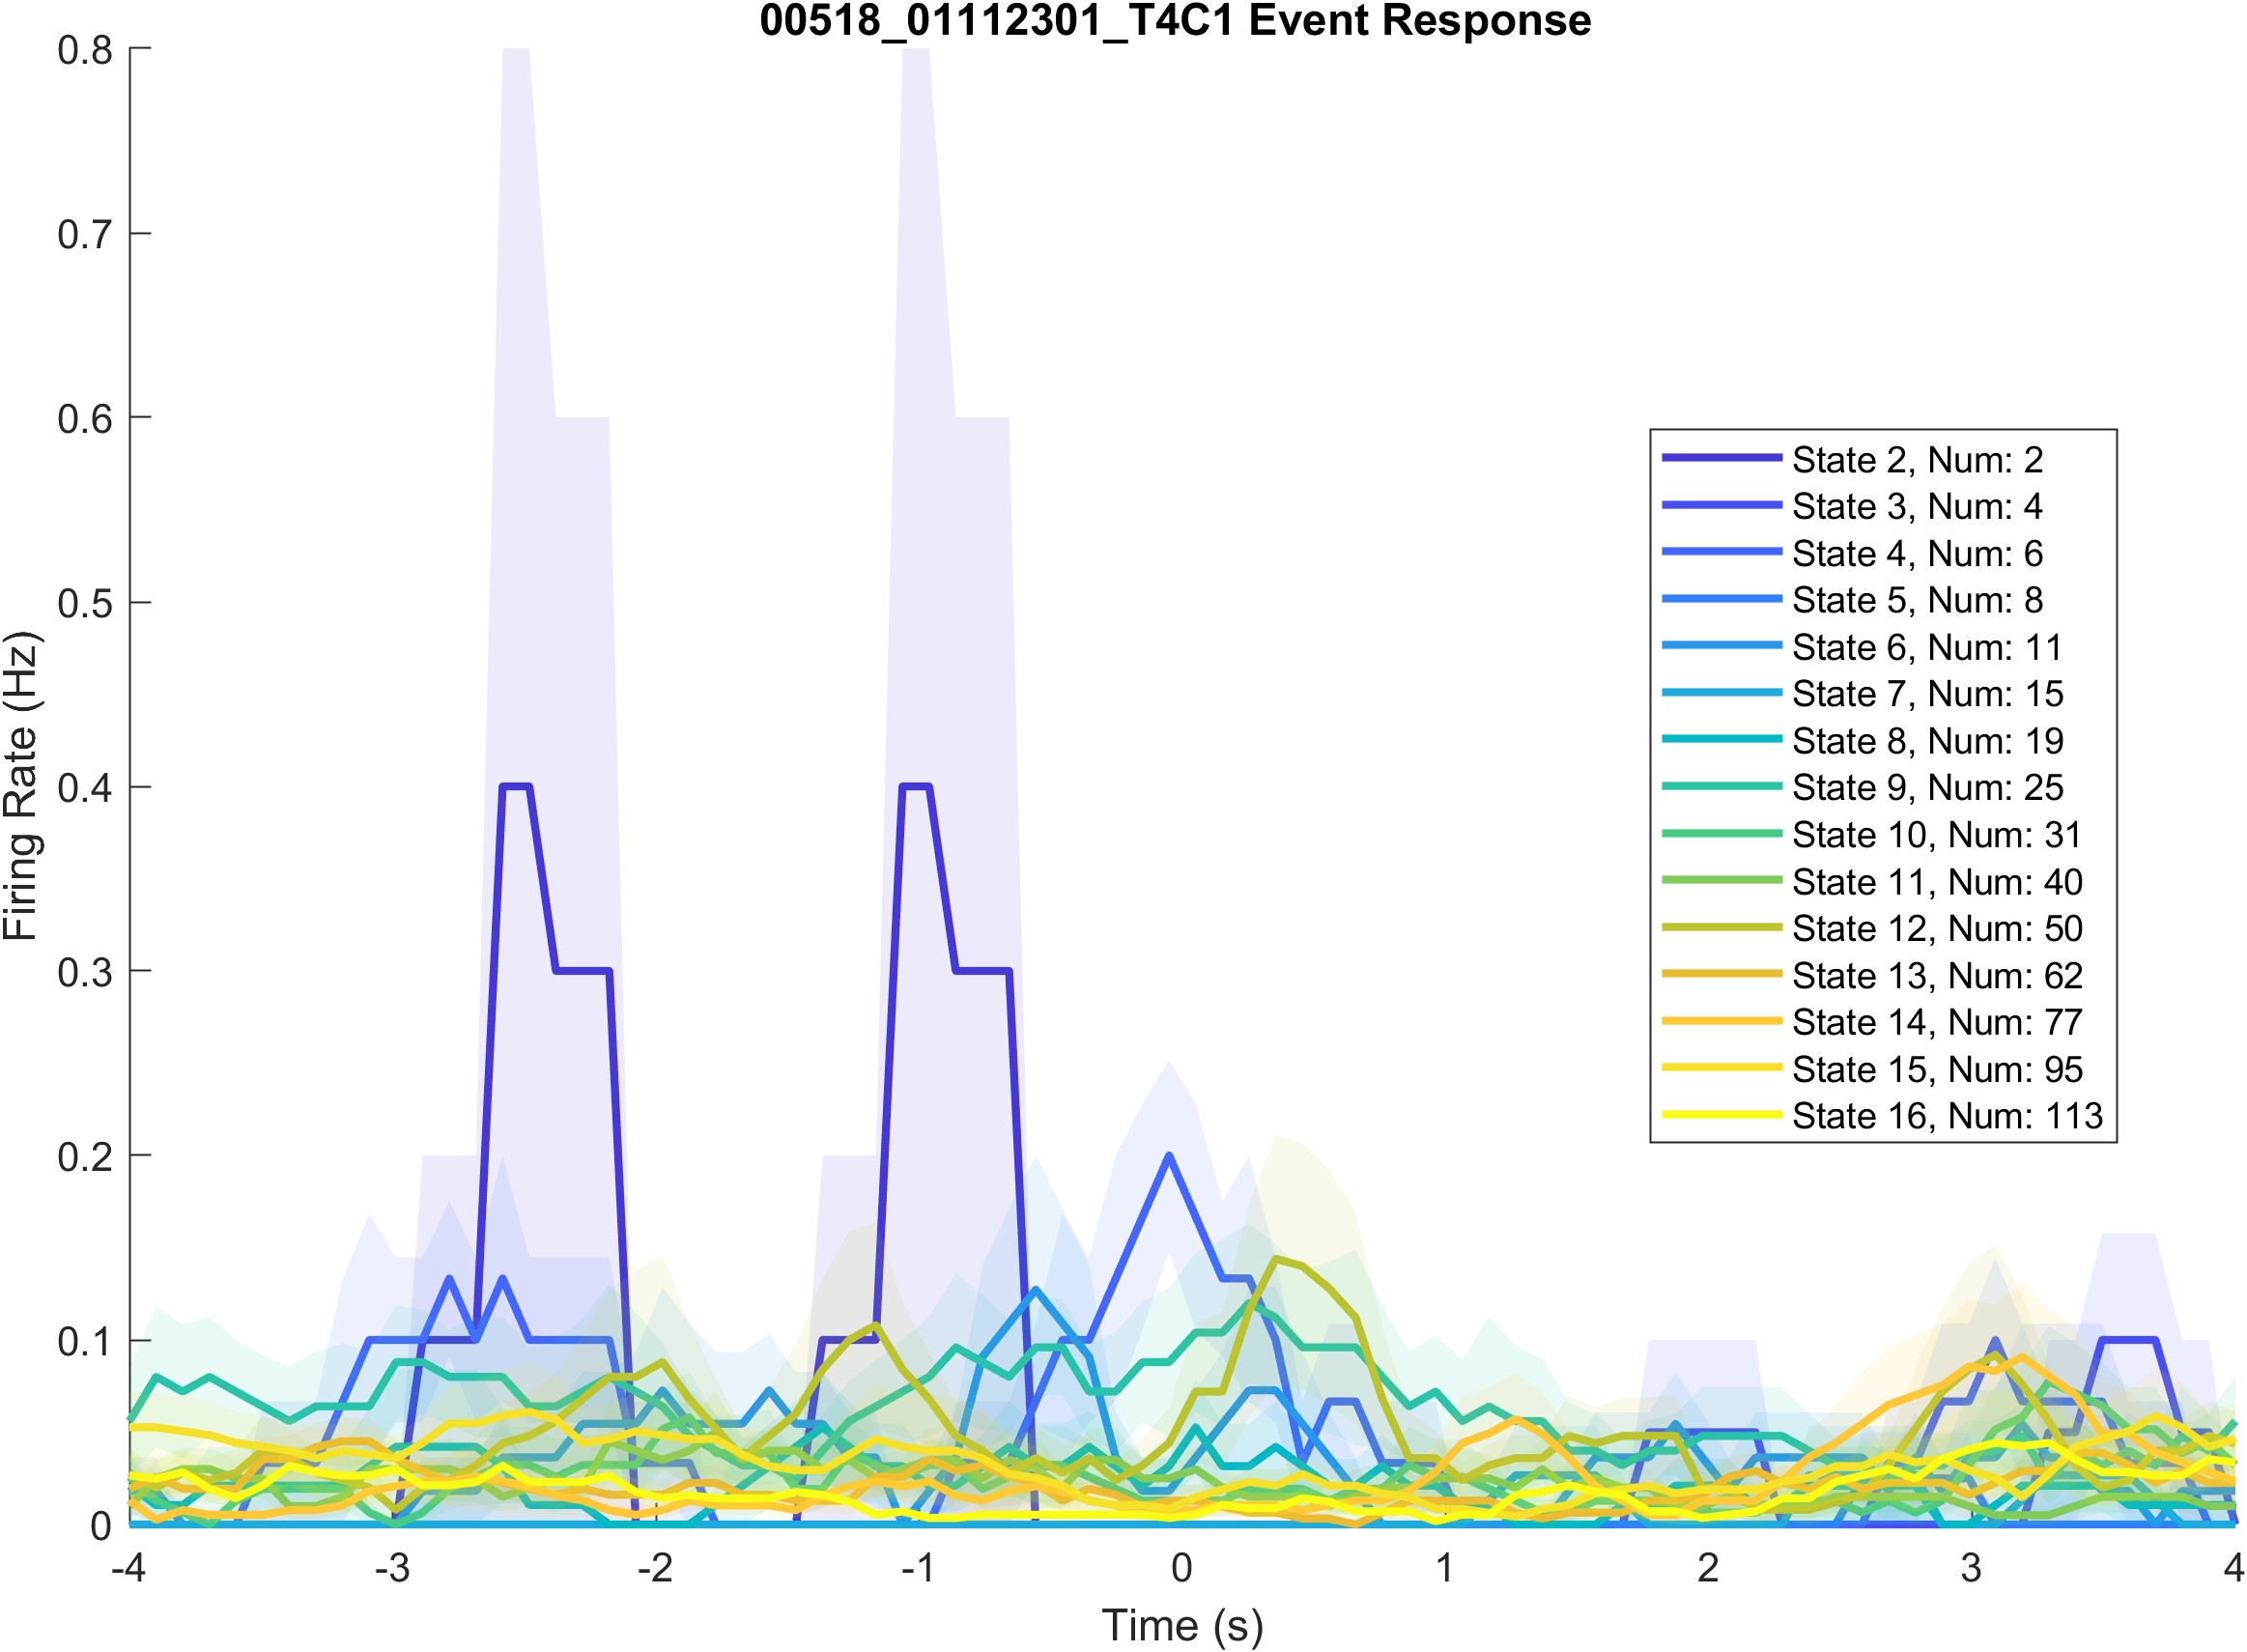 00518_01112301_T4C1 Event Response
0.8
0.7
0.6
0.5
0.4
0.3
0.2
0.1
0
Firing Rate (Hz)
State 2, Num: 2
State 3, Num: 4
State 4, Num: 6
State 5, Num: 8
State 6, Num: 11
State 7, Num: 15
State 8, Num: 19
State 9, Num: 25
State 10, Num: 31
State 11, Num: 40
State 12, Num: 50
State 13, Num: 62
State 14, Num: 77
State 15, Num: 95
State 16, Num: 113
-4 -3 -2 -1 0 1 2 3 4
Time (s)